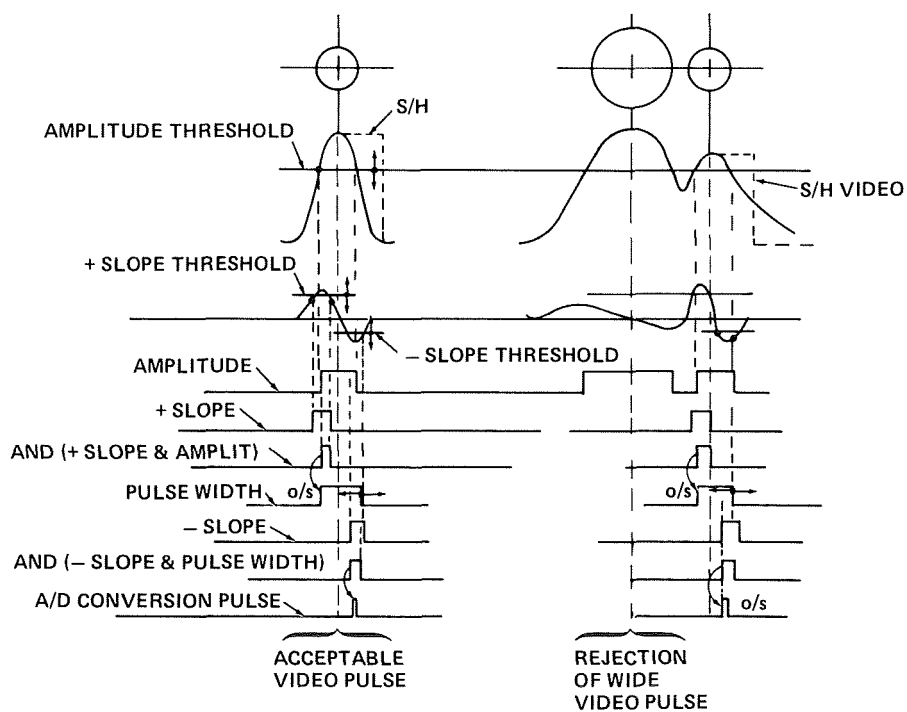 S/H
AMPLITUDE THRESHOLD
S/H VIDEO
+ SLOPE THRESHOLD
− SLOPE THRESHOLD
AMPLITUDE
+ SLOPE
AND (+ SLOPE & AMPLIT)
PULSE WIDTH
o/s
o/s
− SLOPE
AND (− SLOPE & PULSE WIDTH)
A/D CONVERSION PULSE
o/s
ACCEPTABLE
VIDEO PULSE
REJECTION
OF WIDE
VIDEO PULSE